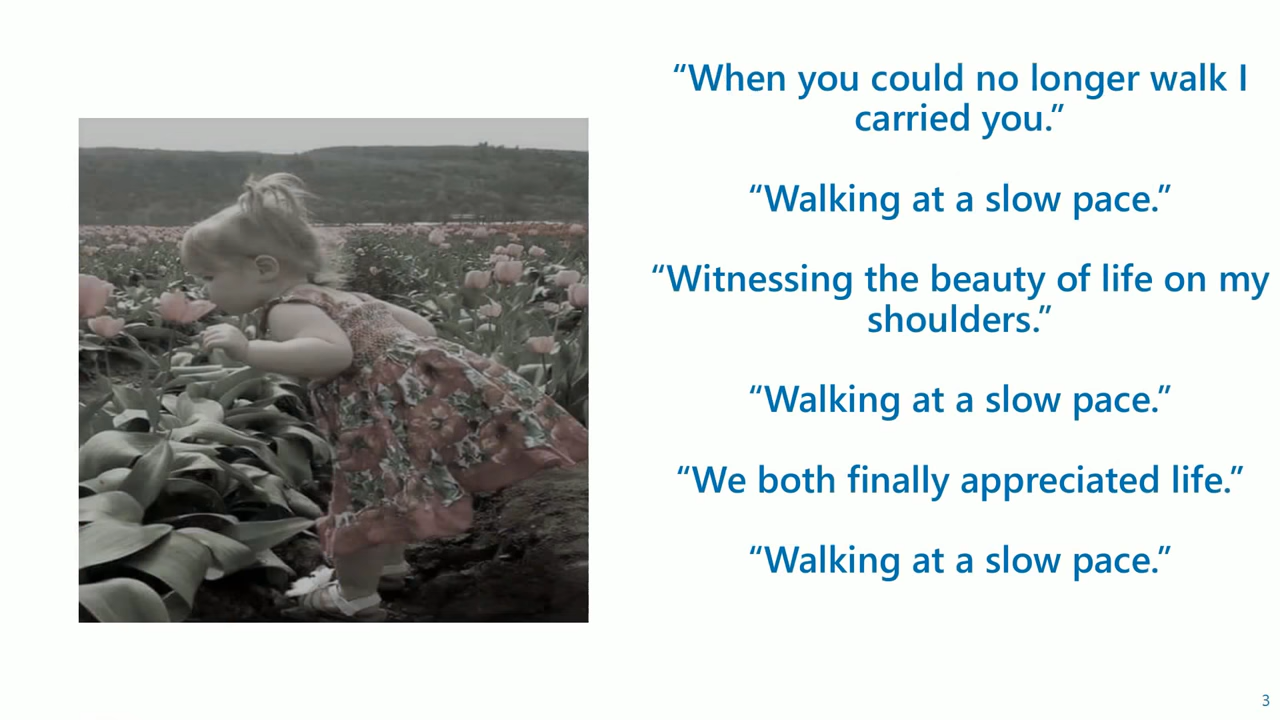 “When you could no longer walk I
carried you.”
“Walking at a slow pace.”
“Witnessing the beauty of life on my
shoulders.”
“Walking at a slow pace.”
“We both finally appreciated life.”
“Walking at a slow pace.”
3